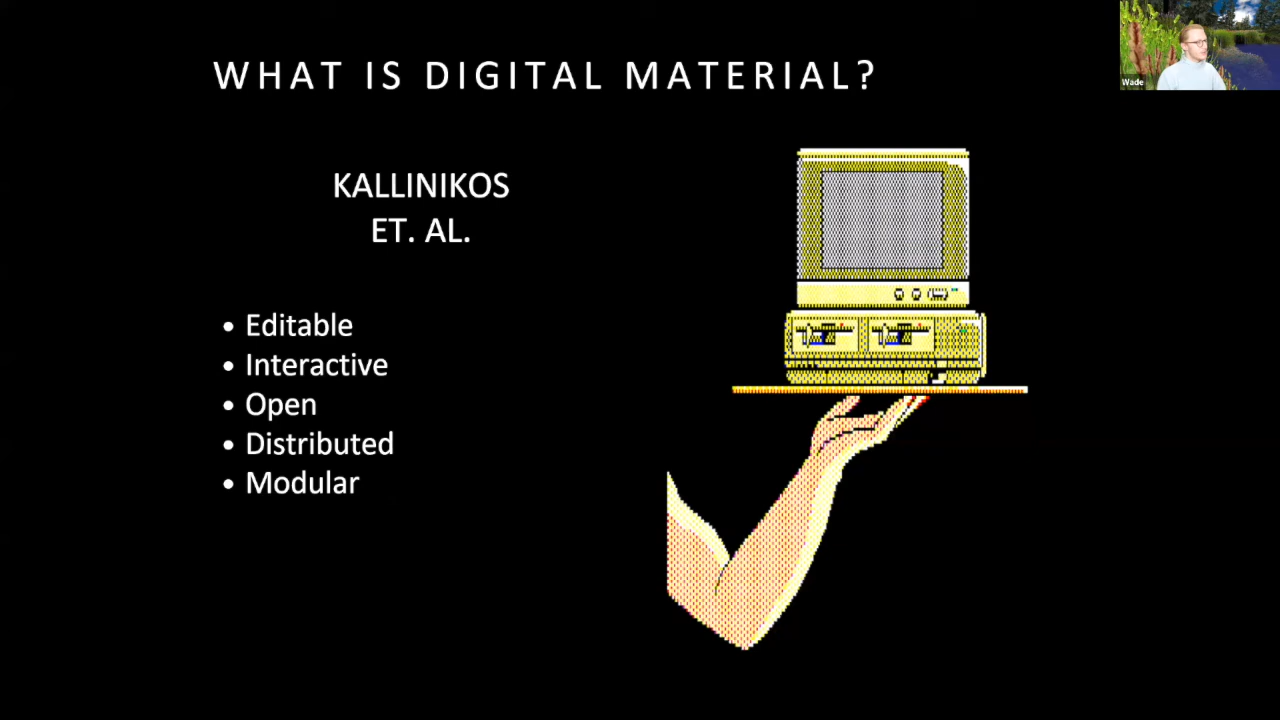 WHAT IS DIGITAL MATERIAL?
Wade
KALLINIKOS
ET. AL.
• Editable
• Interactive
• Open
• Distributed
• Modular